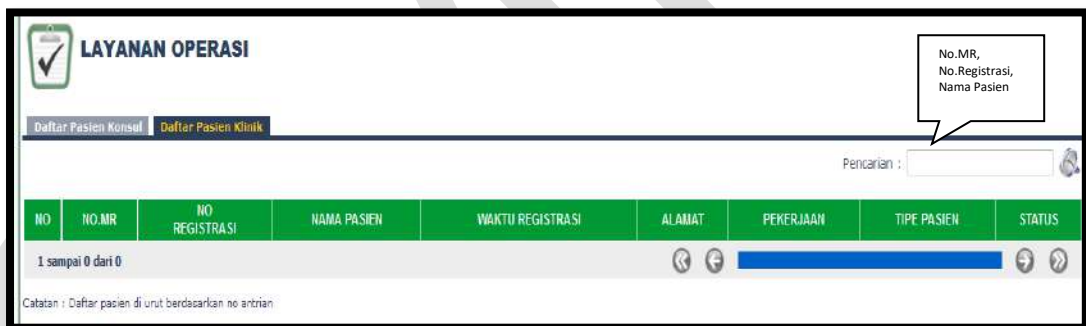 LAYANAN OPERASI
No.MR,
No.Registrasi,
Nama Pasien
Daftar Pasien Konsul Daftar Pasien Klinik
Pencarian :
NO NO.MR NO REGISTRASI NAMA PASIEN WAKTU REGISTRASI ALAMAT PEKERJAAN TIPE PASIEN STATUS
1 sampai 0 dari 0
Catatan : Daftar pasien di urut berdasarkan no antrian